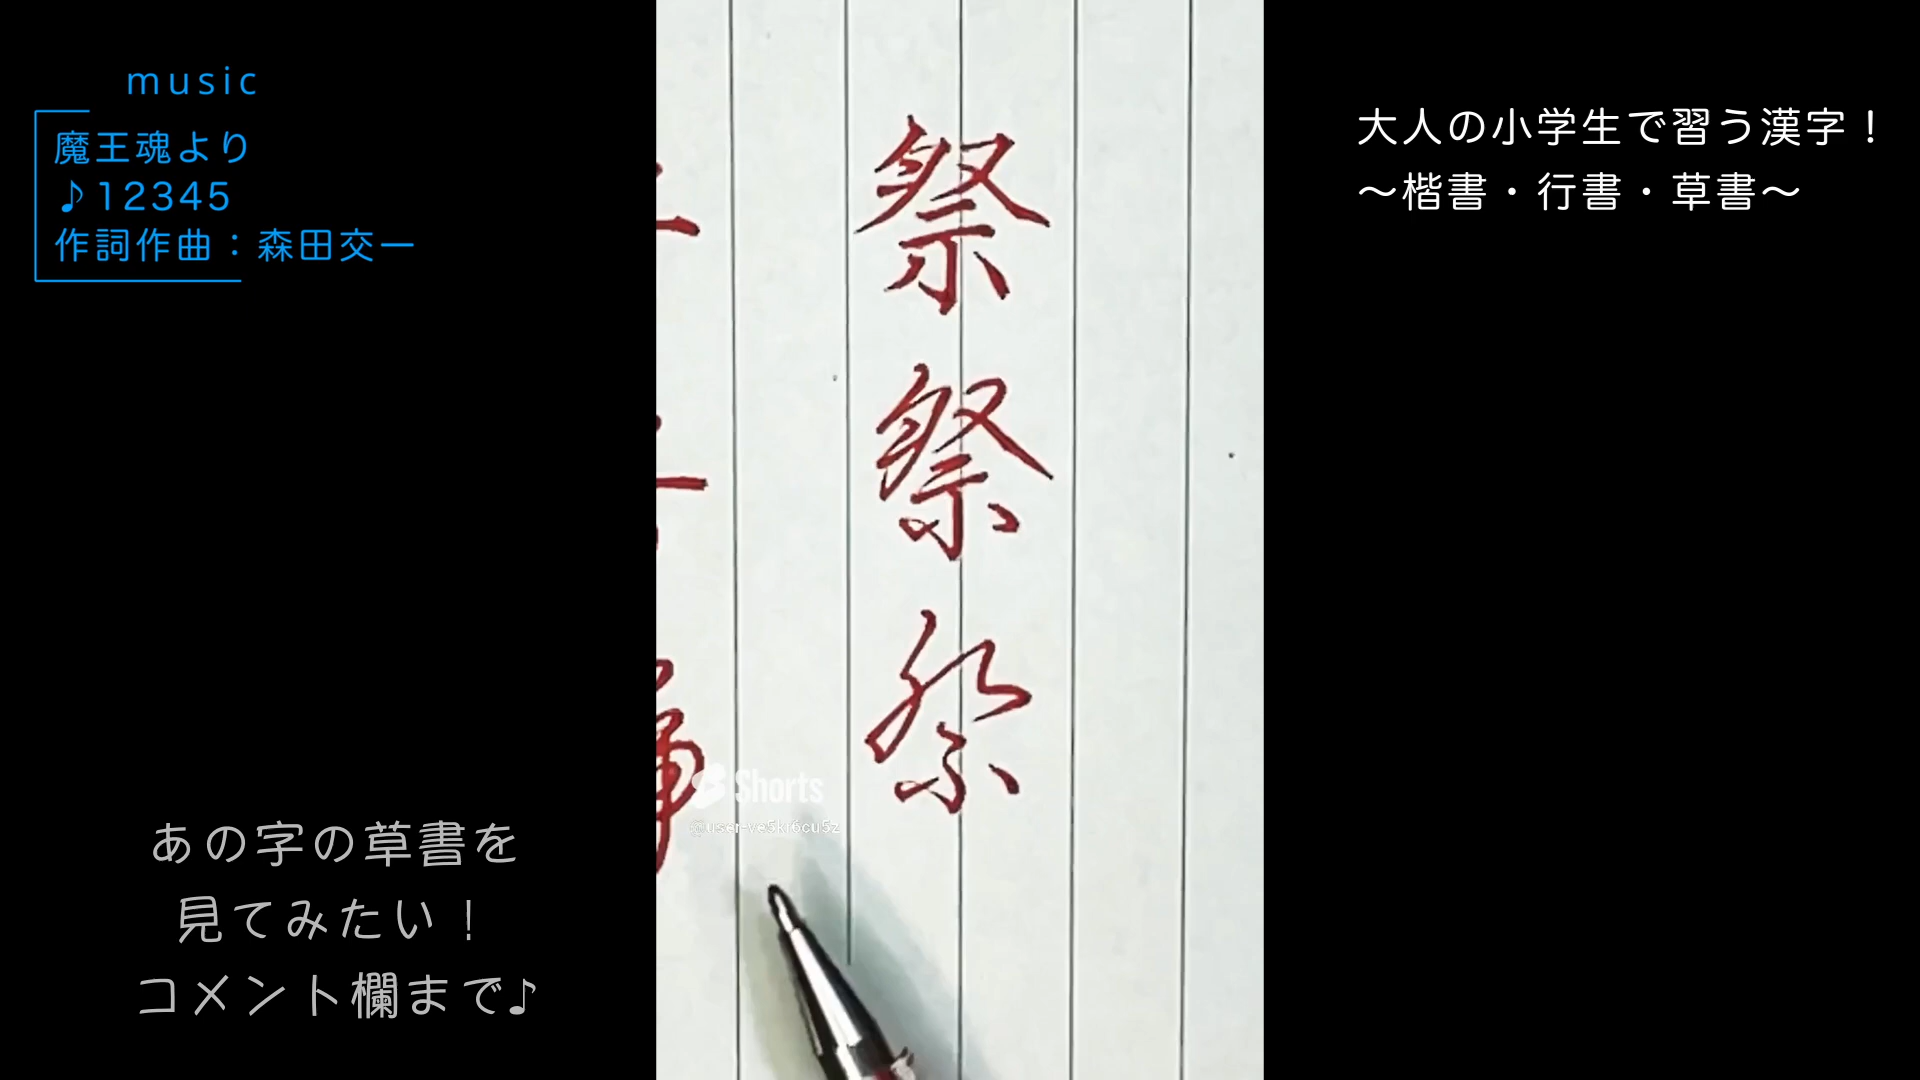 music
魔王魂より
♪12345
作詞作曲：森田交一
大人の小学生で習う漢字！
～楷書・行書・草書～
祭
祭
祭
Shorts
@user-ve5kr6cu5z
あの字の草書を
見てみたい！
コメント欄まで♪